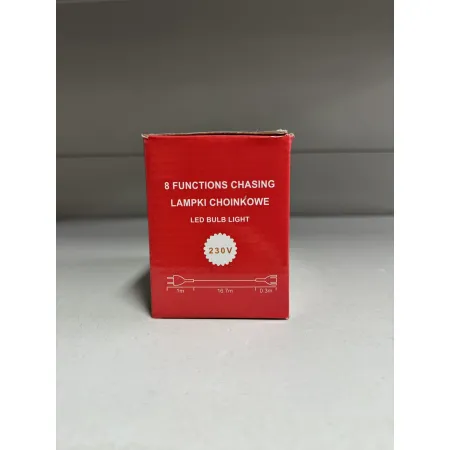 8 FUNCTIONS CHASING
LAMPKI CHOINKOWE
LED BULB LIGHT
230V
1m 16.7m 0.3m